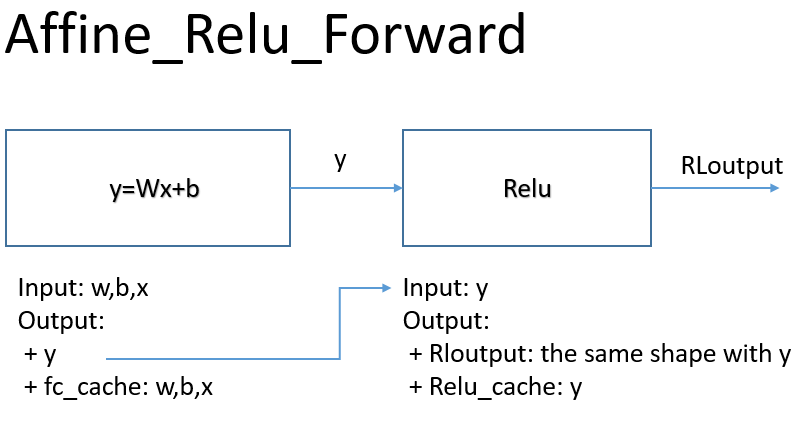 Affine_Relu_Forward
y=Wx+b
y
Relu
RLoutput
Input: w,b,x
Output:
+ y
+ fc_cache: w,b,x
Input: y
Output:
+ Rloutput: the same shape with y
+ Relu_cache: y